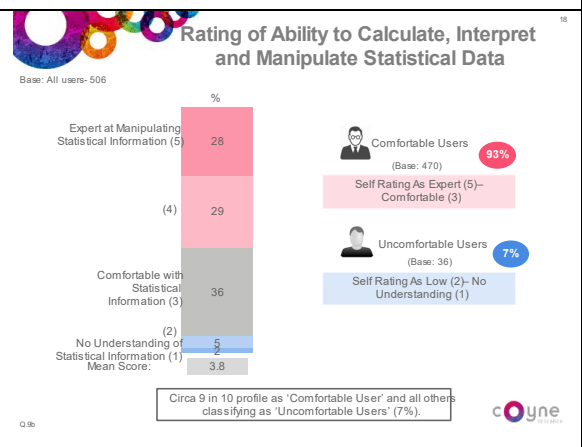 18
Rating of Ability to Calculate, Interpret
and Manipulate Statistical Data
Base: All users- 506
%
Expert at Manipulating
Statistical Information (5)
28
(4)
29
Comfortable with
Statistical
Information (3)
36
(2)
5
No Understanding of
Statistical Information (1)
2
Mean Score:
3.8
Comfortable Users
(Base: 470)
93%
Self Rating As Expert (5)–
Comfortable (3)
Uncomfortable Users
(Base: 36)
7%
Self Rating As Low (2)– No
Understanding (1)
Circa 9 in 10 profile as ‘Comfortable User’ and all others
classifying as ‘Uncomfortable Users’ (7%).
Q.9b
coyne
RESEARCH